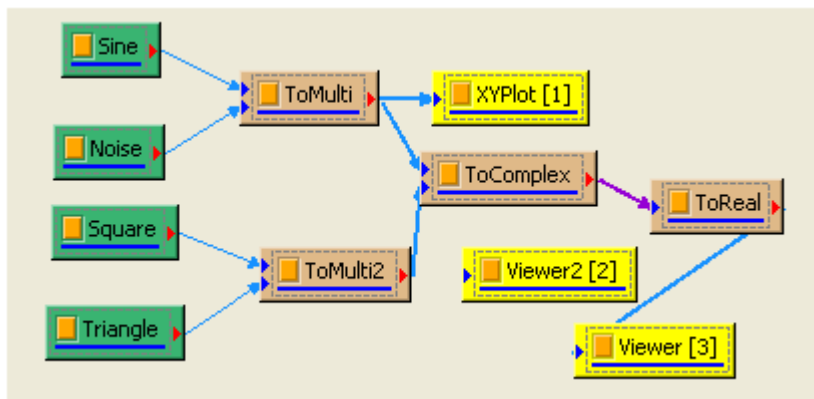 Sine
ToMulti
XYPlot [1]
Noise
ToComplex
ToReal
Square
ToMulti2
Viewer2 [2]
Triangle
Viewer [3]